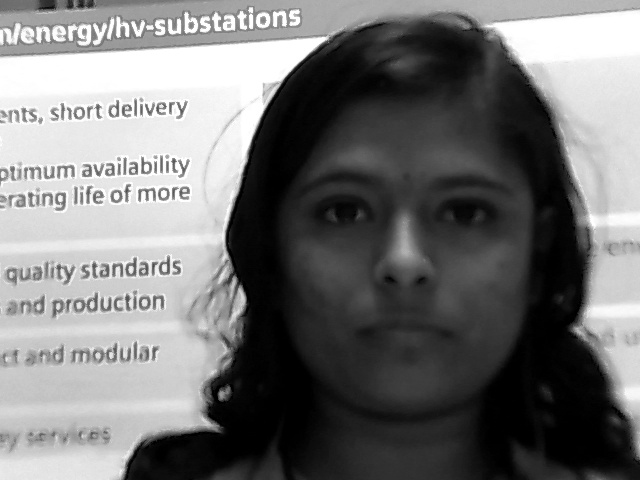 n/energy/hv-substations
ents, short delivery
ptimum availability
erating life of more
quality standards
and production
ct and modular
ey services